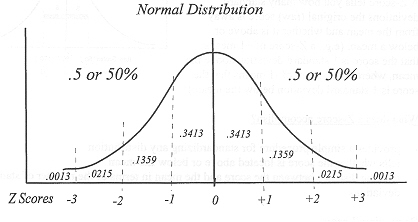 Normal Distribution
.5 or 50% .5 or 50%
.3413 .3413
.1359 .1359
.0013 .0215 .0215 .0013
Z Scores -3 -2 -1 0 +1 +2 +3